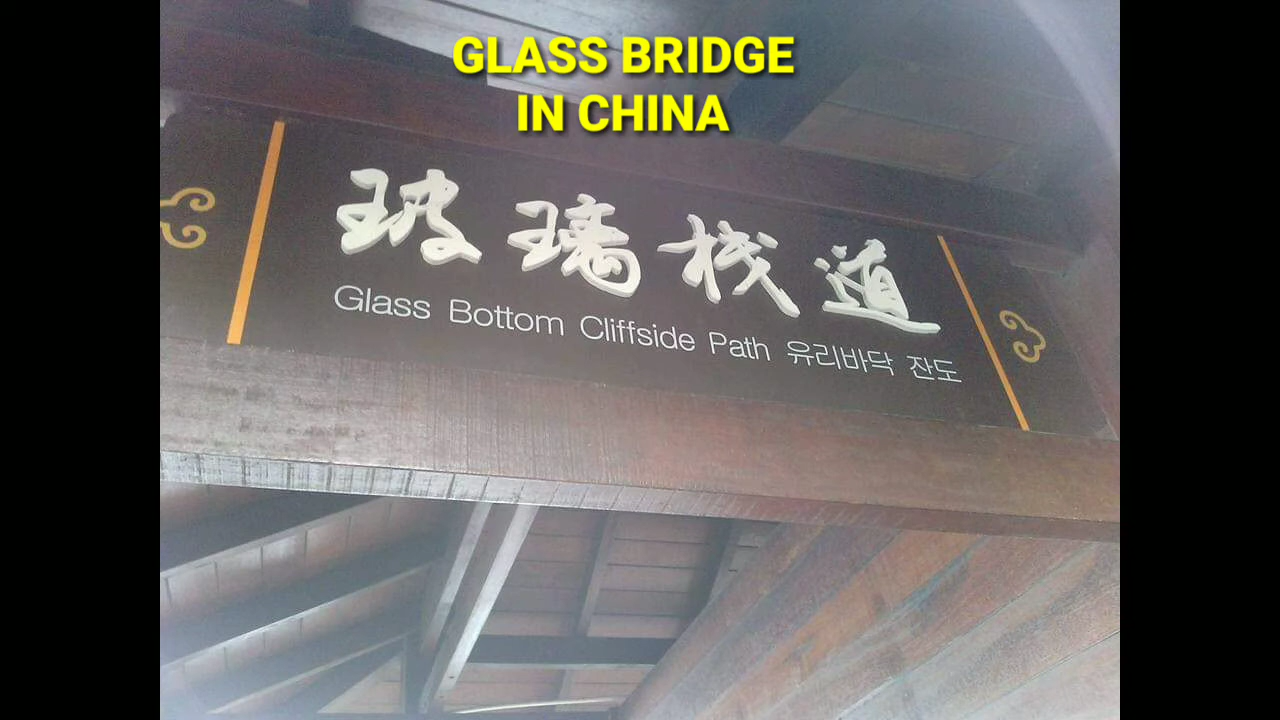 GLASS BRIDGE
IN CHINA
玻璃栈道
Glass Bottom Cliffside Path 유리바닥 잔도